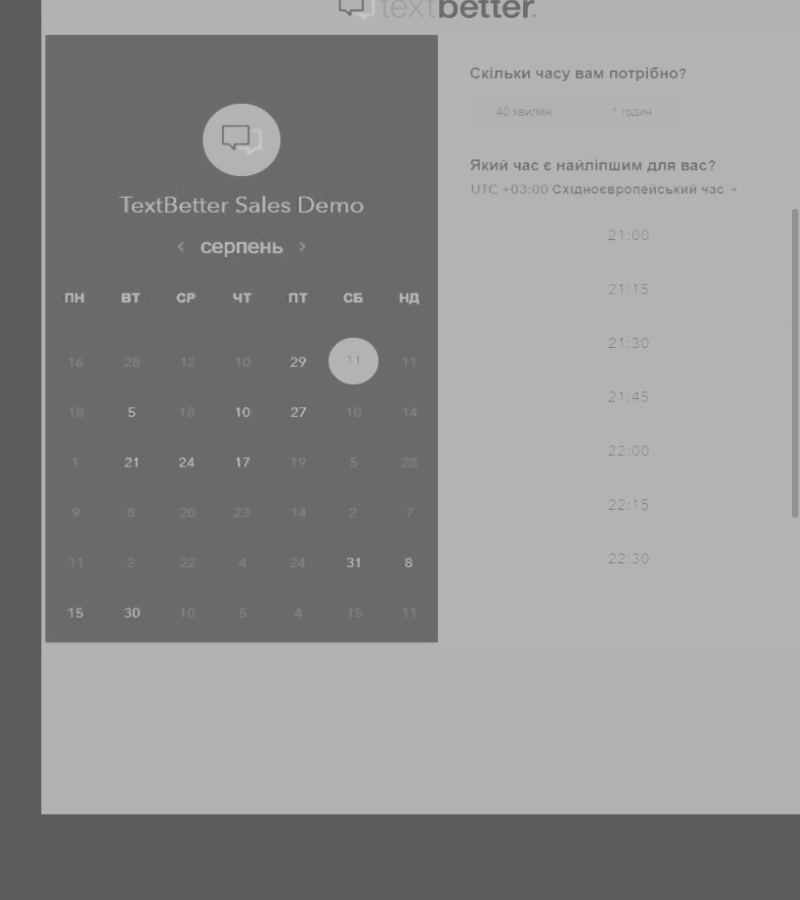 textbetter.
TextBetter Sales Demo
< серпень >
ПН ВТ СР ЧТ ПТ СБ НД
16 28 12 10 29 11 11
18 5 18 10 27 10 14
1 21 24 17 19 5 28
9 8 20 23 14 2 7
11 2 22 4 24 31 8
15 30 10 5 4 15 11
Скільки часу вам потрібно?
40 хвилин 1 годин
Який час є найліпшим для вас?
UTC +03:00 Східноєвропейський час
21:00
21:15
21:30
21:45
22:00
22:15
22:30